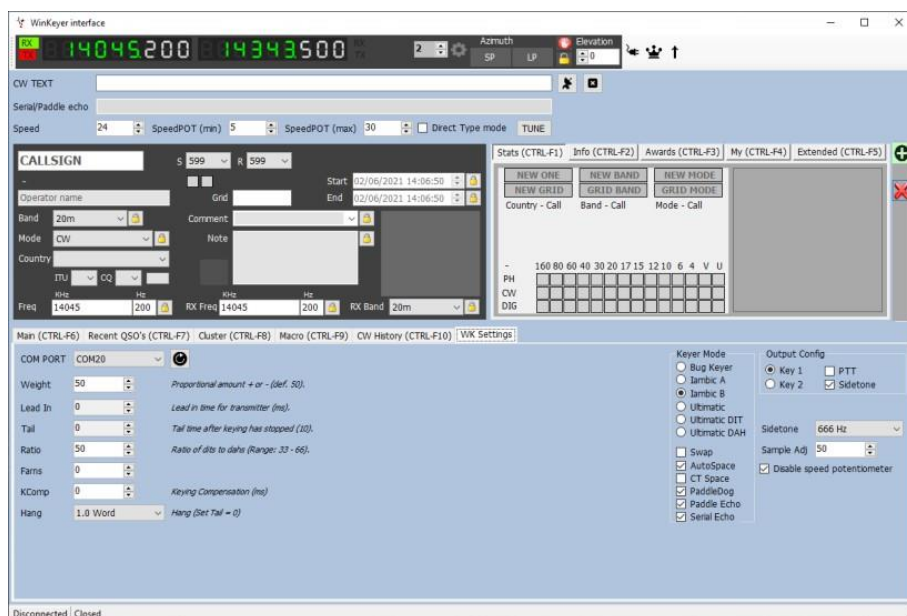 WinKeyer interface
RX 14045.200 14343.500 RX 2 Azimuth Elevation
TX TX SP LP 0
CW TEXT
Serial/Paddle echo
Speed 24 SpeedPOT (min) 5 SpeedPOT (max) 30 Direct Type mode TUNE
CALLSIGN S 599 R 599
- Start 02/06/2021 14:06:50
Operator name Grid End 02/06/2021 14:06:50
Band 20m Comment
Mode CW Note
Country
ITU CQ
KHz Hz KHz Hz
Freq 14045 200 RX Freq 14045 200 RX Band 20m
Stats (CTRL-F1) Info (CTRL-F2) Awards (CTRL-F3) My (CTRL-F4) Extended (CTRL-F5)
NEW ONE NEW BAND NEW MODE
NEW GRID GRID BAND GRID MODE
Country - Call Band - Call Mode - Call
- 160 80 60 40 30 20 17 15 12 10 6 4 V U
PH
CW
DIG
Main (CTRL-F6) Recent QSO's (CTRL-F7) Cluster (CTRL-F8) Macro (CTRL-F9) CW History (CTRL-F10) WK Settings
COM PORT COM20
Weight 50 Proportional amount + or - (def. 50).
Lead In 0 Lead in time for transmitter (ms).
Tail 0 Tail time after keying has stopped (10).
Ratio 50 Ratio of dits to dahs (Range: 33 - 66).
Farns 0
KComp 0 Keying Compensation (ms)
Hang 1.0 Word Hang (Set Tail = 0)
Keyer Mode
Bug Keyer
Iambic A
Iambic B
Ultimatic
Ultimatic DIT
Ultimatic DAH
Swap
AutoSpace
CT Space
PaddleDog
Paddle Echo
Serial Echo
Output Config
Key 1 PTT
Key 2 Sidetone
Sidetone 666 Hz
Sample Adj 50
Disable speed potentiometer
Disconnected Closed